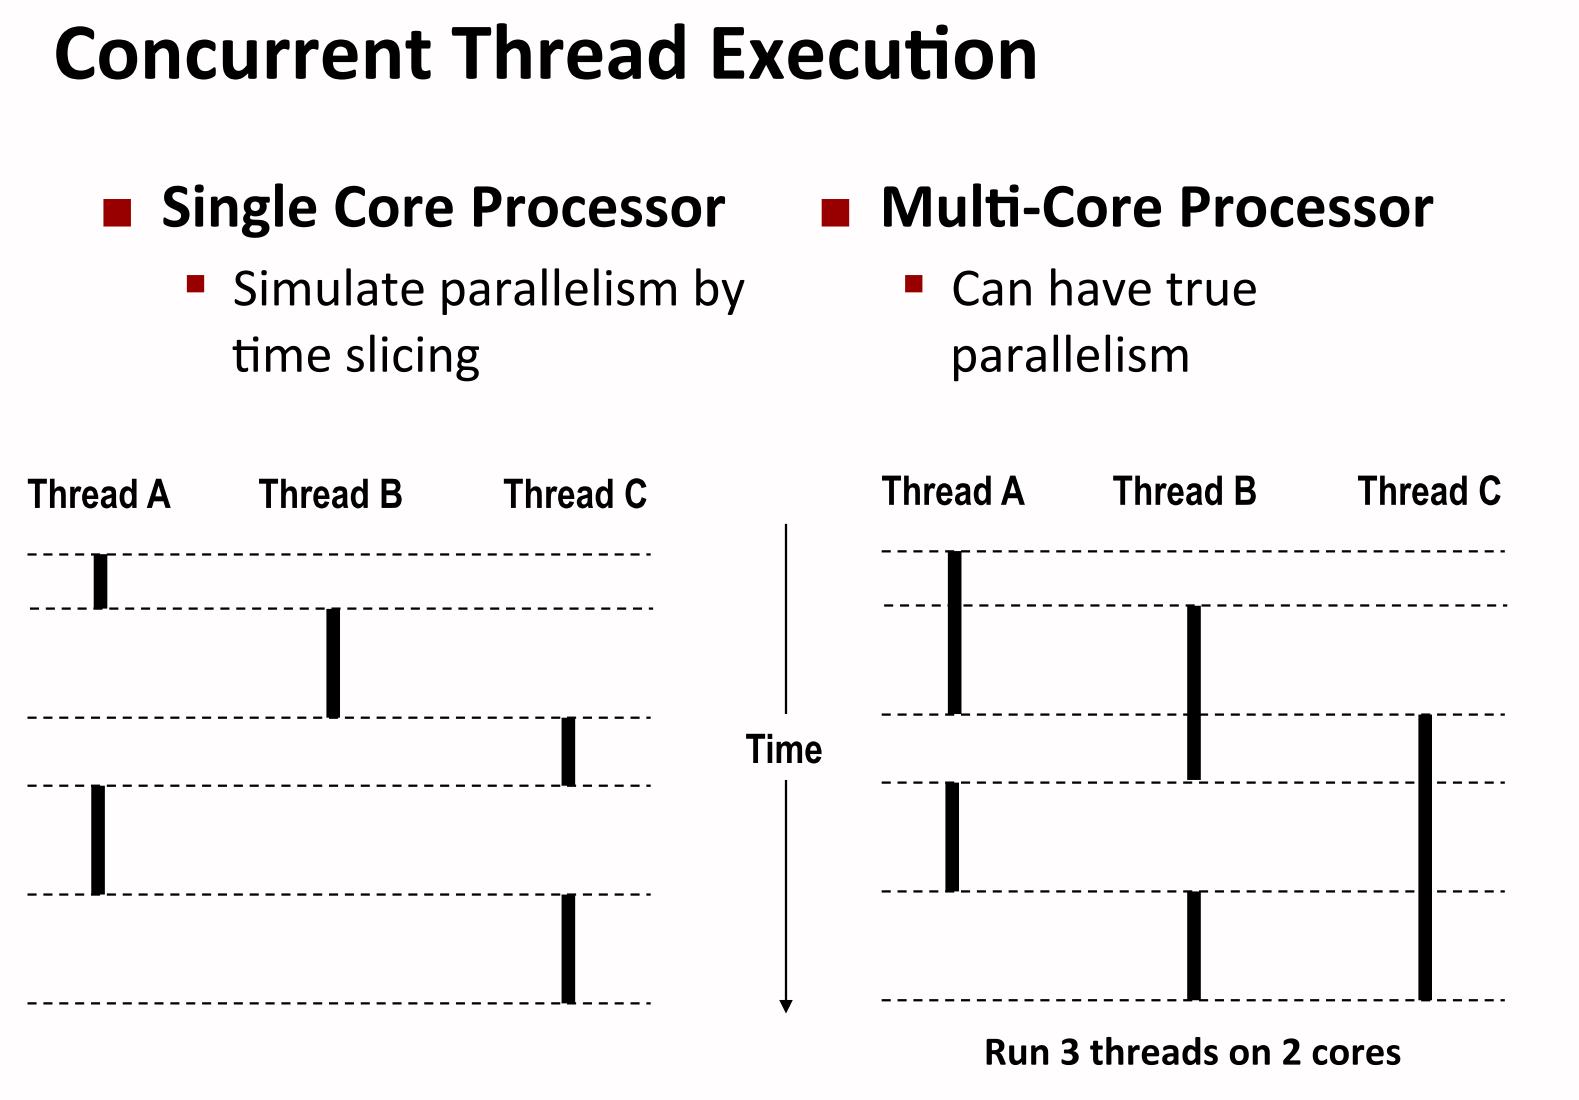 Concurrent Thread Execution
■ Single Core Processor
▪ Simulate parallelism by
time slicing
■ Multi-Core Processor
▪ Can have true
parallelism
Thread A Thread B Thread C
Time
Thread A Thread B Thread C
Run 3 threads on 2 cores